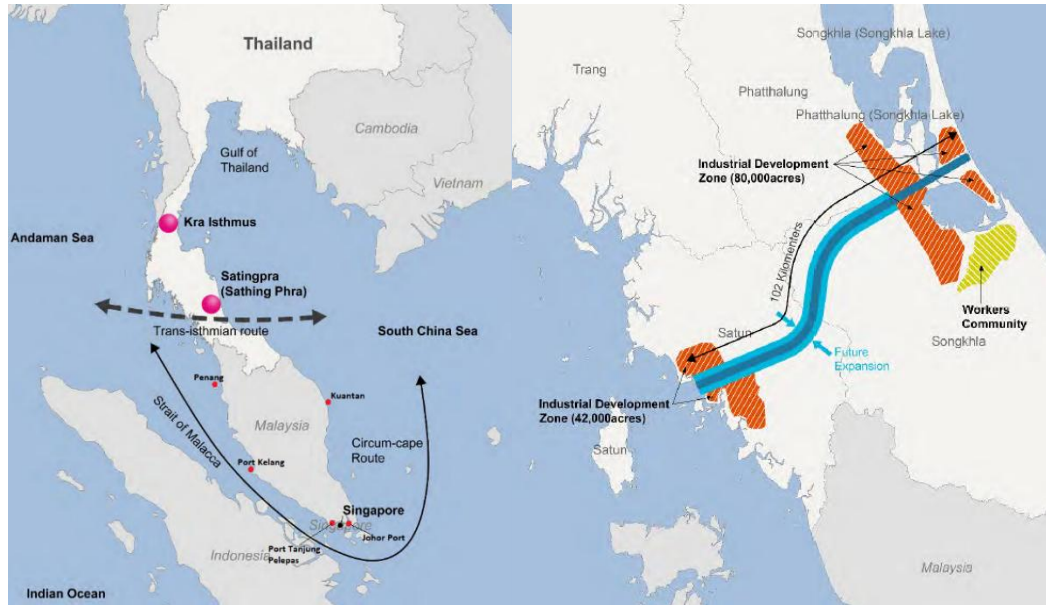 Thailand
Cambodia
Gulf of
Thailand
Vietnam
Kra Isthmus
Andaman Sea
Satingpra
(Sathing Phra)
South China Sea
Trans-isthmian route
Penang
Kuantan
Strait of Malacca
Malaysia
Circum-cape
Route
Port Kelang
Singapore
Singapore
Johor Port
Indonesia
Port Tanjung
Pelepas
Indian Ocean
Songkhla (Songkhla Lake)
Trang
Phatthalung
Phatthalung (Songkhla Lake)
Industrial Development
Zone (80,000acres)
102 Kilomenters
Workers
Community
Songkhla
Satun
Future
Expansion
Industrial Development
Zone (42,000acres)
Satun
Malaysia